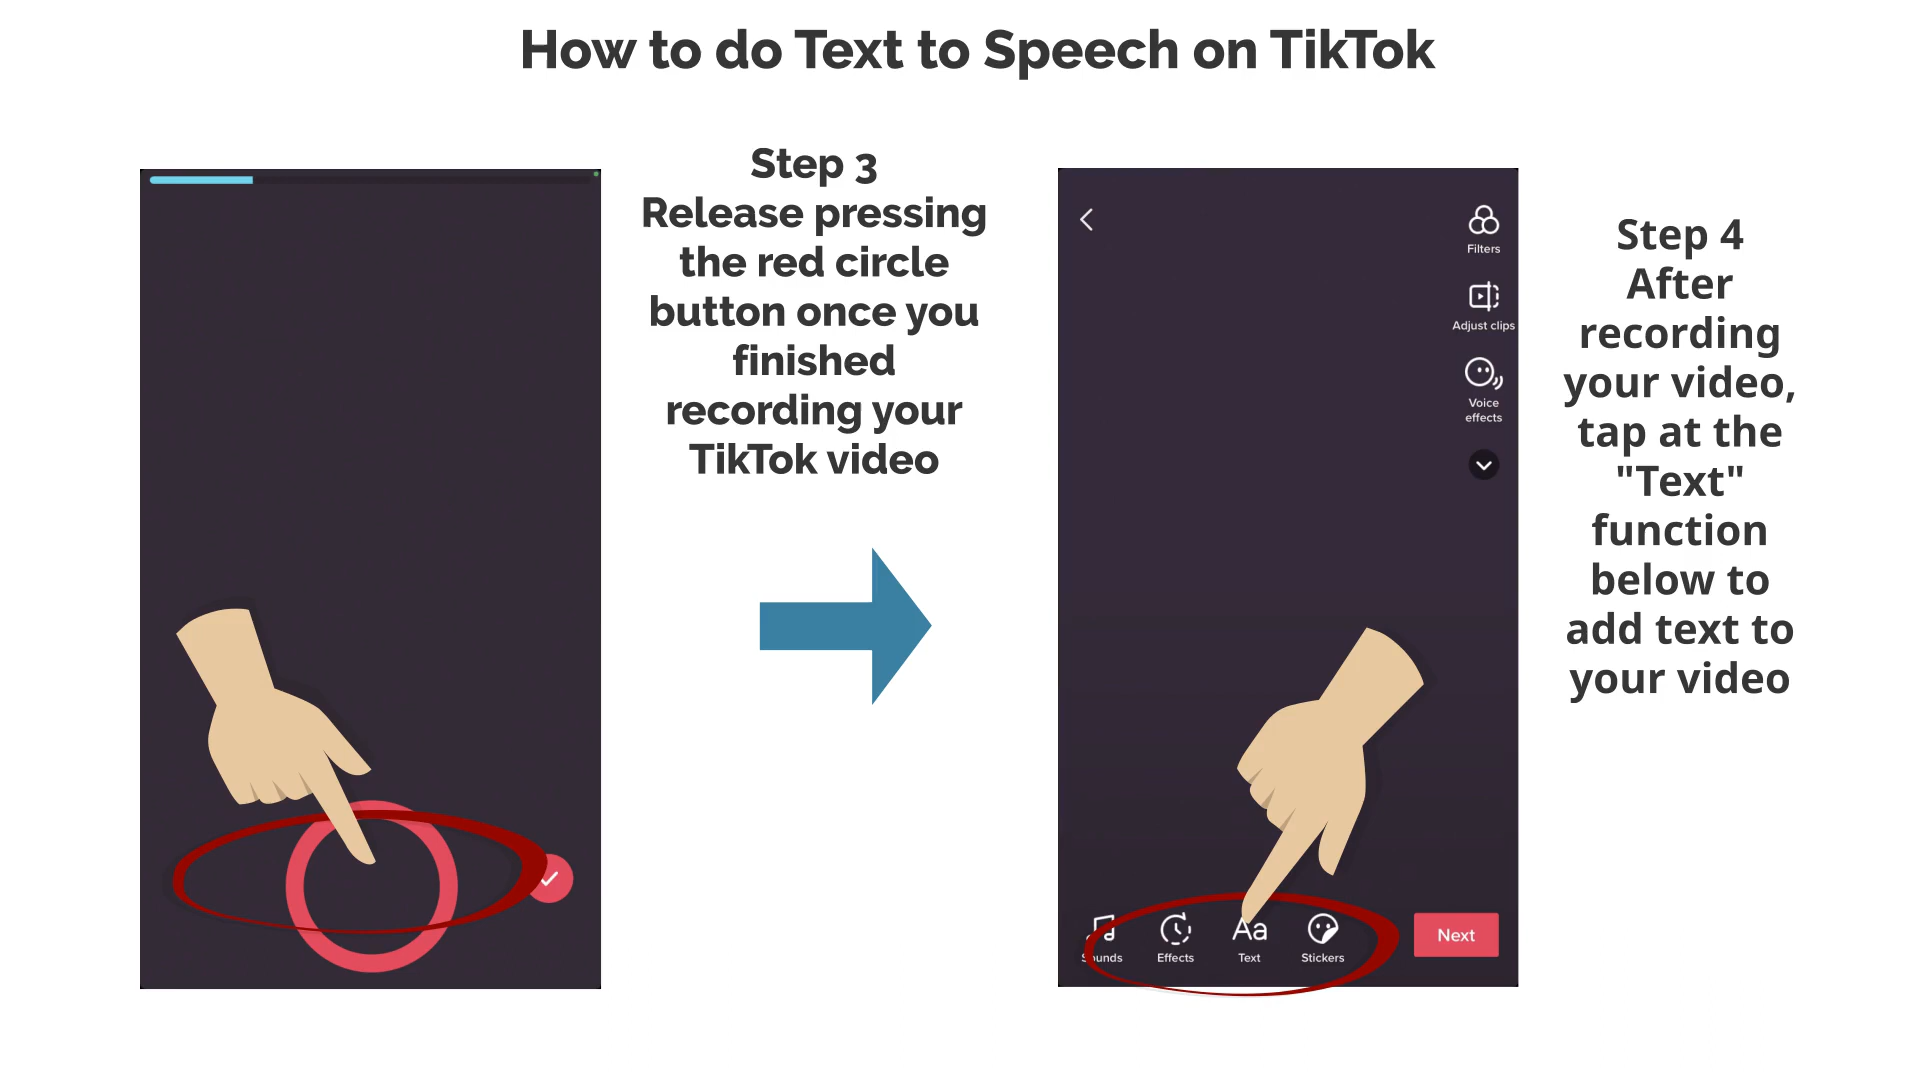 How to do Text to Speech on TikTok
Step 3
Release pressing
the red circle
button once you
finished
recording your
TikTok video
Filters
Adjust clips
Voice
effects
Sounds
Effects
Aa
Text
Stickers
Next
Step 4
After
recording
your video,
tap at the
"Text"
function
below to
add text to
your video